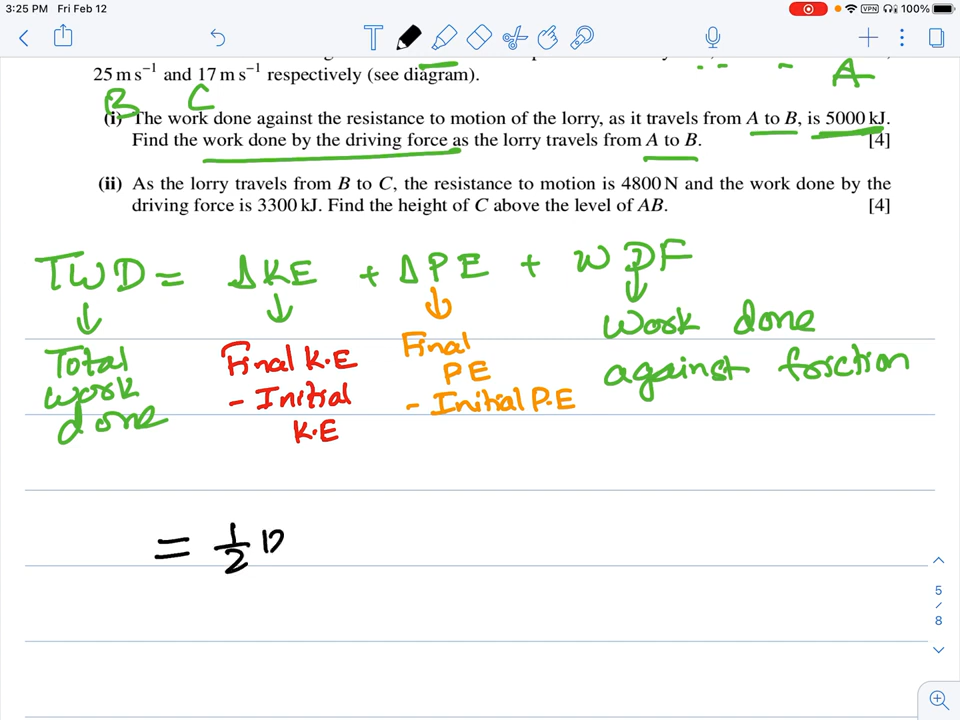 3:25 PM Fri Feb 12 VPN 100%
25 m s⁻¹ and 17 m s⁻¹ respectively (see diagram).
A
B C
(i) The work done against the resistance to motion of the lorry, as it travels from A to B, is 5000 kJ.
Find the work done by the driving force as the lorry travels from A to B. [4]
(ii) As the lorry travels from B to C, the resistance to motion is 4800 N and the work done by the
driving force is 3300 kJ. Find the height of C above the level of AB. [4]
TWD = ΔKE + ΔPE + WDF
Total work done
Final K.E - Initial K.E
Final PE - Initial P.E
Work done against friction
= 1/2
5 / 8